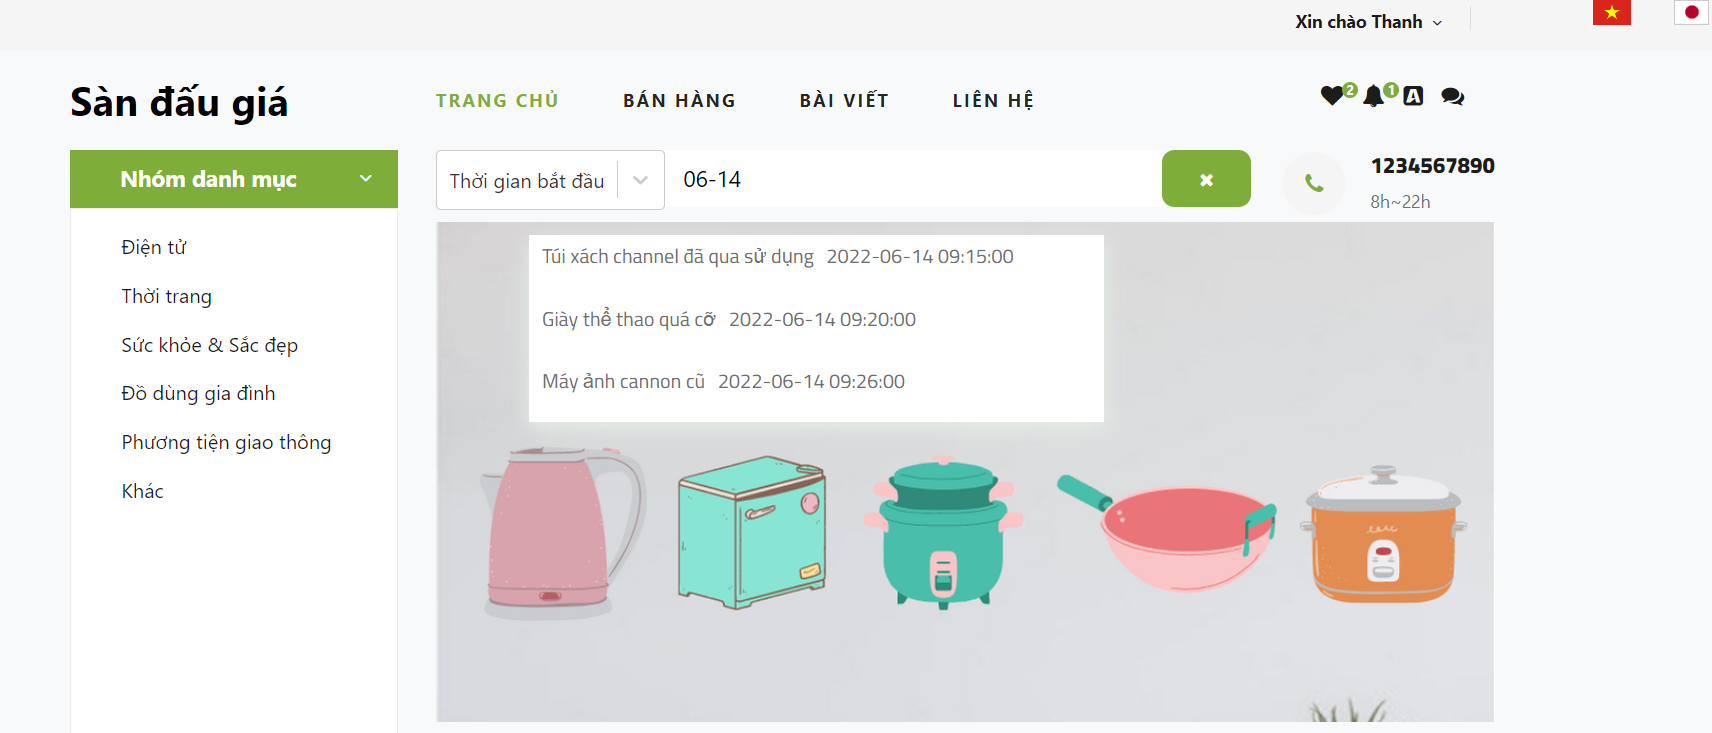 Xin chào Thanh
Sàn đấu giá
TRANG CHỦ
BÁN HÀNG
BÀI VIẾT
LIÊN HỆ
2
1
A
Nhóm danh mục
Thời gian bắt đầu
06-14
1234567890
8h~22h
Điện tử
Thời trang
Sức khỏe & Sắc đẹp
Đồ dùng gia đình
Phương tiện giao thông
Khác
Túi xách channel đã qua sử dụng 2022-06-14 09:15:00
Giày thể thao quá cỡ 2022-06-14 09:20:00
Máy ảnh cannon cũ 2022-06-14 09:26:00